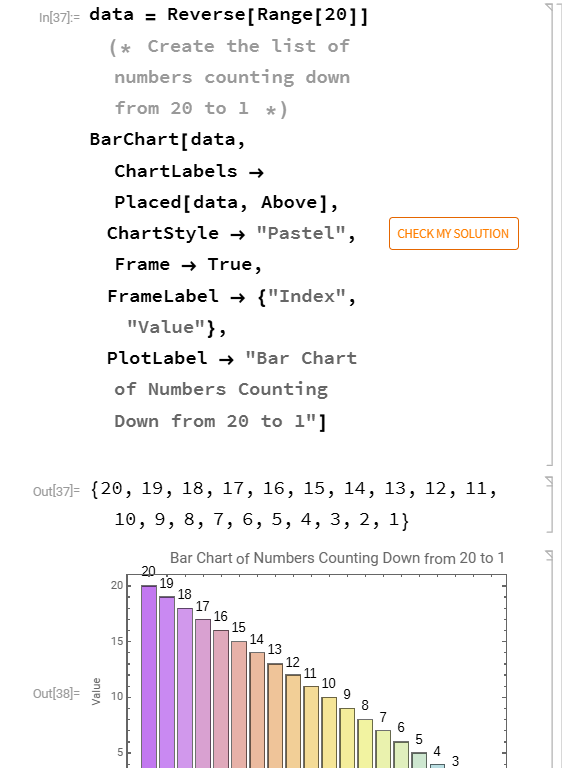 In[37]:= data = Reverse[Range[20]]
(* Create the list of
numbers counting down
from 20 to 1 *)
BarChart[data,
ChartLabels →
Placed[data, Above],
ChartStyle → "Pastel",
CHECK MY SOLUTION
Frame → True,
FrameLabel → {"Index",
"Value"},
PlotLabel → "Bar Chart
of Numbers Counting
Down from 20 to 1"]
Out[37]= {20, 19, 18, 17, 16, 15, 14, 13, 12, 11,
10, 9, 8, 7, 6, 5, 4, 3, 2, 1}
Bar Chart of Numbers Counting Down from 20 to 1
Out[38]=
Value
20
15
10
5
20
19
18
17
16
15
14
13
12
11
10
9
8
7
6
5
4
3